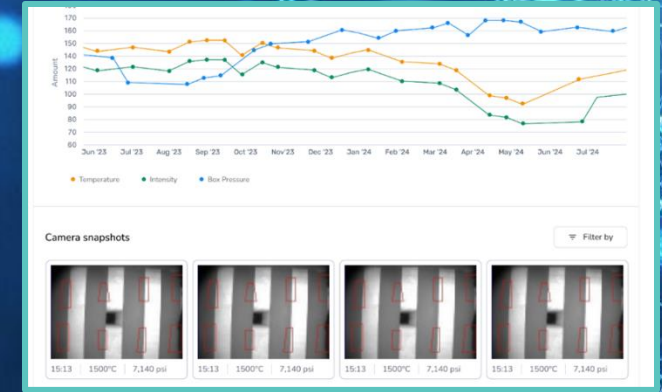 170
160
150
140
130
120
110
100
90
80
70
60
Amount
Jun '23 Jul '23 Aug '23 Sep '23 Oct '23 Nov'23 Dec '23 Jan '24 Feb '24 Mar '24 Apr '24 May '24 Jun '24 Jul '24
Temperature Intensity Box Pressure
Camera snapshots
Filter by
15:13 1500°C 7,140 psi
15:13 1500°C 7,140 psi
15:13 1500°C 7,140 psi
15:13 1500°C 7,140 psi